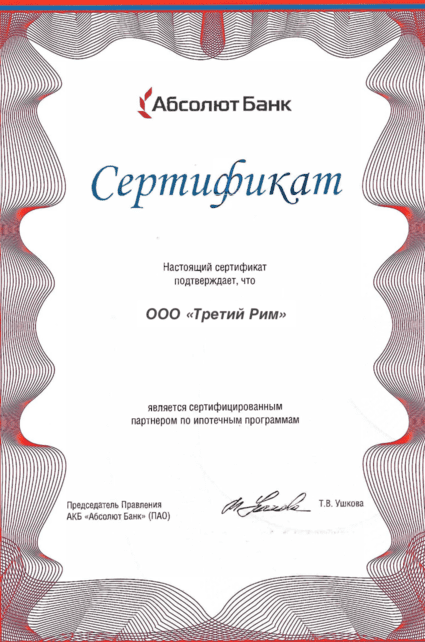 Абсолют Банк
Сертификат
Настоящий сертификат
подтверждает, что
ООО «Третий Рим»
является сертифицированным
партнером по ипотечным программам
Председатель Правления
АКБ «Абсолют Банк» (ПАО)
Т.В. Ушкова